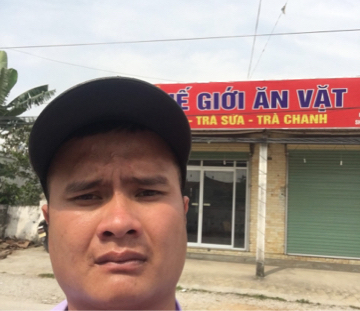 Ế GIỚI ĂN VẶT
- TRÀ SỮA - TRÀ CHANH